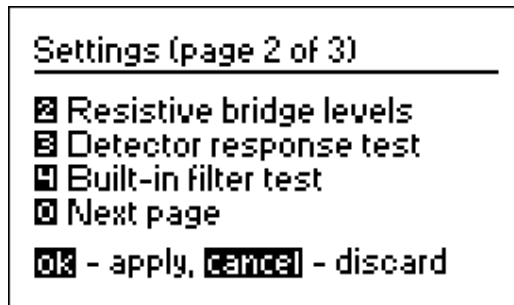 Settings (page 2 of 3)
2 Resistive bridge levels
3 Detector response test
4 Built-in filter test
0 Next page
ok - apply, cancel - discard